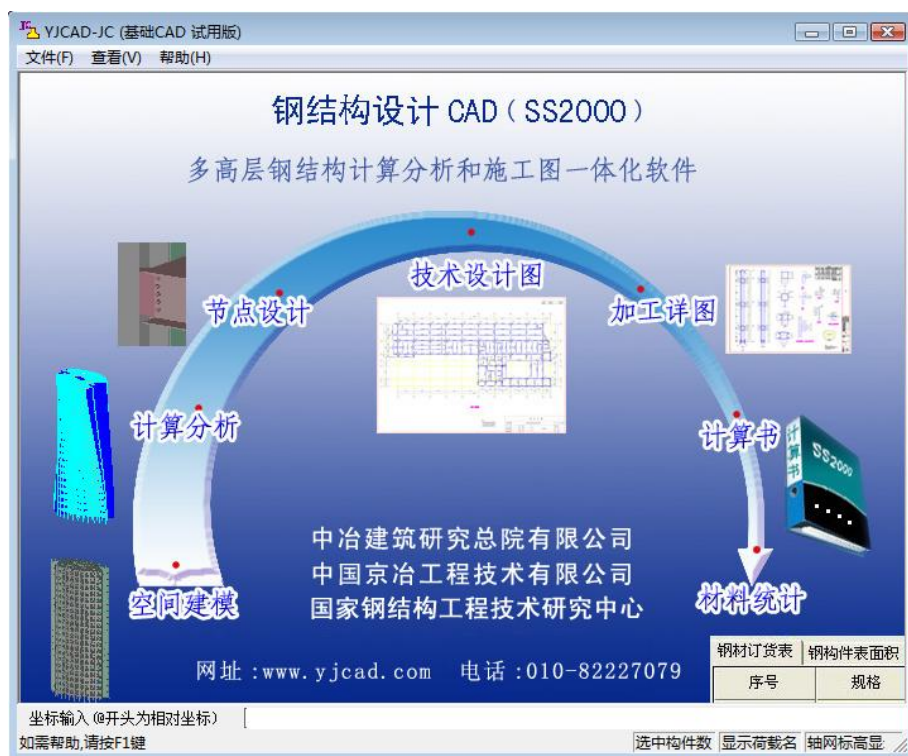 YJCAD-JC (基础CAD 试用版)
文件(F) 查看(V) 帮助(H)
钢结构设计 CAD（SS2000）
多高层钢结构计算分析和施工图一体化软件
技术设计图
节点设计
加工详图
计算分析
计算书
计算书
SS2000
空间建模
材料统计
中冶建筑研究总院有限公司
中国京冶工程技术有限公司
国家钢结构工程技术研究中心
网址:www.yjcad.com 电话:010-82227079
钢材订货表 钢构件表面积
序号 规格
坐标输入(@开头为相对坐标)
如需帮助,请按F1键 选中构件数 显示荷载名 轴网标高显